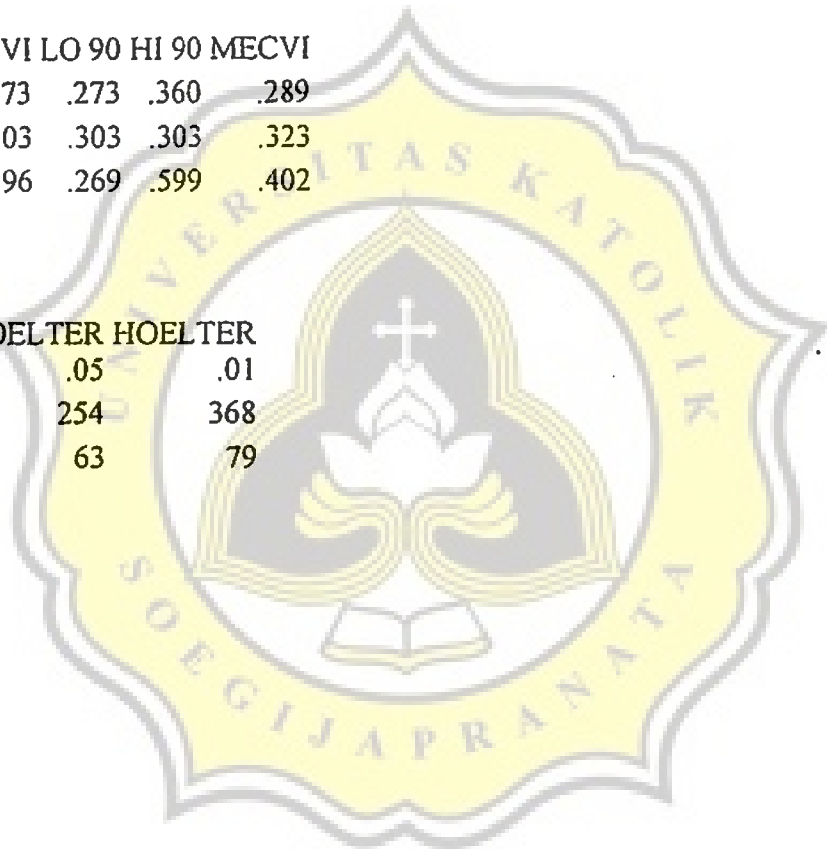 VI LO 90 HI 90 MECVI
73 .273 .360 .289
03 .303 .303 .323
96 .269 .599 .402
OELTER HOELTER
.05 .01
254 368
63 79
UNIVERSITAS KATOLIK
SOEGIJAPRANATA